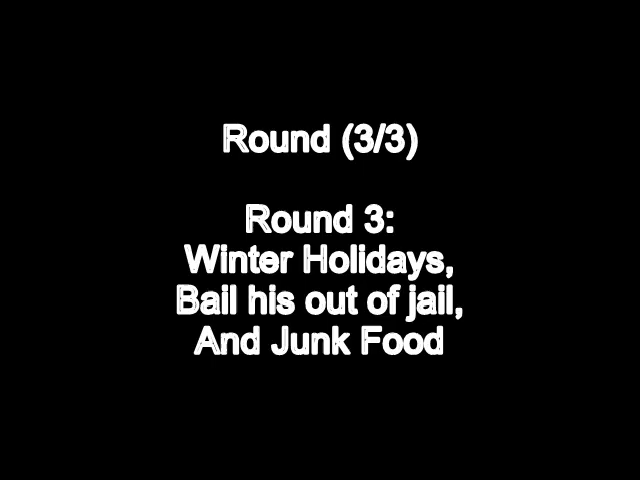 Round (3/3)
Round 3:
Winter Holidays,
Bail his out of jail,
And Junk Food